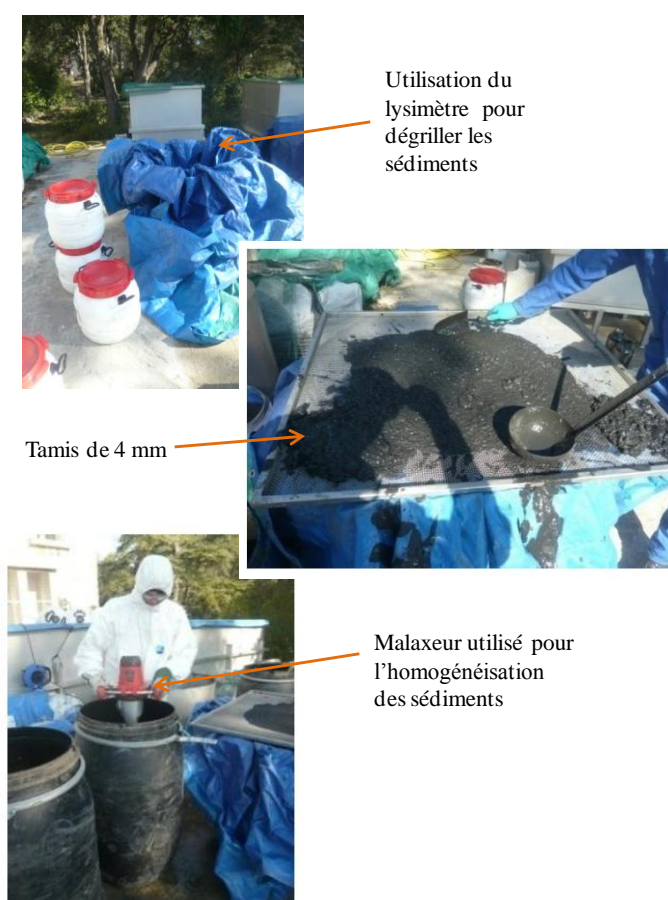 Utilisation du
lysimètre pour
dégriller les
sédiments
Tamis de 4 mm
Malaxeur utilisé pour
l’homogénéisation
des sédiments